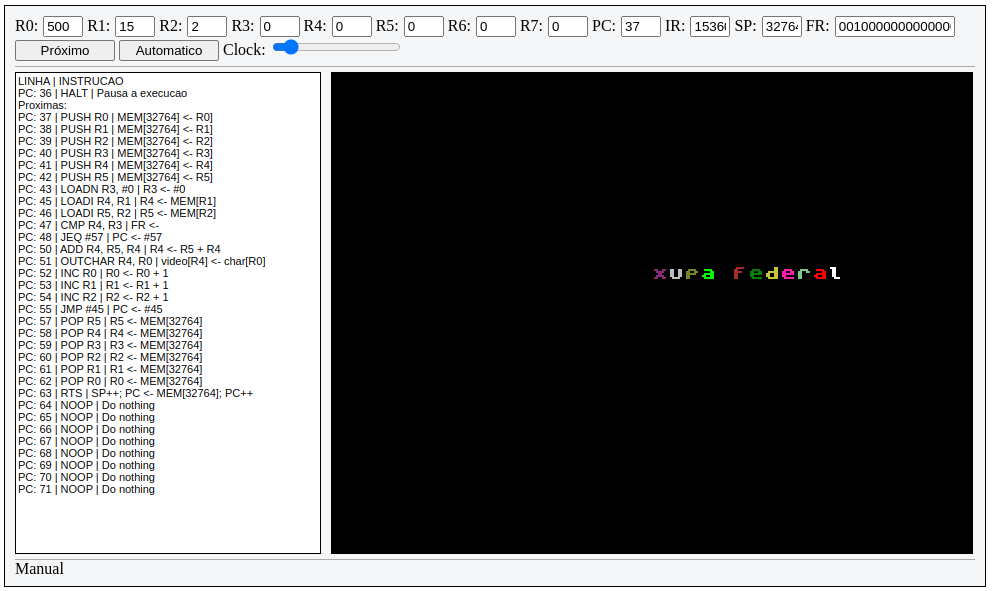 R0: 500 R1: 15 R2: 2 R3: 0 R4: 0 R5: 0 R6: 0 R7: 0 PC: 37 IR: 15360 SP: 32764 FR: 0010000000000000
Próximo Automatico Clock:
LINHA | INSTRUCAO
PC: 36 | HALT | Pausa a execucao
Proximas:
PC: 37 | PUSH R0 | MEM[32764] <- R0]
PC: 38 | PUSH R1 | MEM[32764] <- R1]
PC: 39 | PUSH R2 | MEM[32764] <- R2]
PC: 40 | PUSH R3 | MEM[32764] <- R3]
PC: 41 | PUSH R4 | MEM[32764] <- R4]
PC: 42 | PUSH R5 | MEM[32764] <- R5]
PC: 43 | LOADN R3, #0 | R3 <- #0
PC: 45 | LOADI R4, R1 | R4 <- MEM[R1]
PC: 46 | LOADI R5, R2 | R5 <- MEM[R2]
PC: 47 | CMP R4, R3 | FR <-
PC: 48 | JEQ #57 | PC <- #57
PC: 50 | ADD R4, R5, R4 | R4 <- R5 + R4
PC: 51 | OUTCHAR R4, R0 | video[R4] <- char[R0]
PC: 52 | INC R0 | R0 <- R0 + 1
PC: 53 | INC R1 | R1 <- R1 + 1
PC: 54 | INC R2 | R2 <- R2 + 1
PC: 55 | JMP #45 | PC <- #45
PC: 57 | POP R5 | R5 <- MEM[32764]
PC: 58 | POP R4 | R4 <- MEM[32764]
PC: 59 | POP R3 | R3 <- MEM[32764]
PC: 60 | POP R2 | R2 <- MEM[32764]
PC: 61 | POP R1 | R1 <- MEM[32764]
PC: 62 | POP R0 | R0 <- MEM[32764]
PC: 63 | RTS | SP++; PC <- MEM[32764]; PC++
PC: 64 | NOOP | Do nothing
PC: 65 | NOOP | Do nothing
PC: 66 | NOOP | Do nothing
PC: 67 | NOOP | Do nothing
PC: 68 | NOOP | Do nothing
PC: 69 | NOOP | Do nothing
PC: 70 | NOOP | Do nothing
PC: 71 | NOOP | Do nothing
xupa federal
Manual